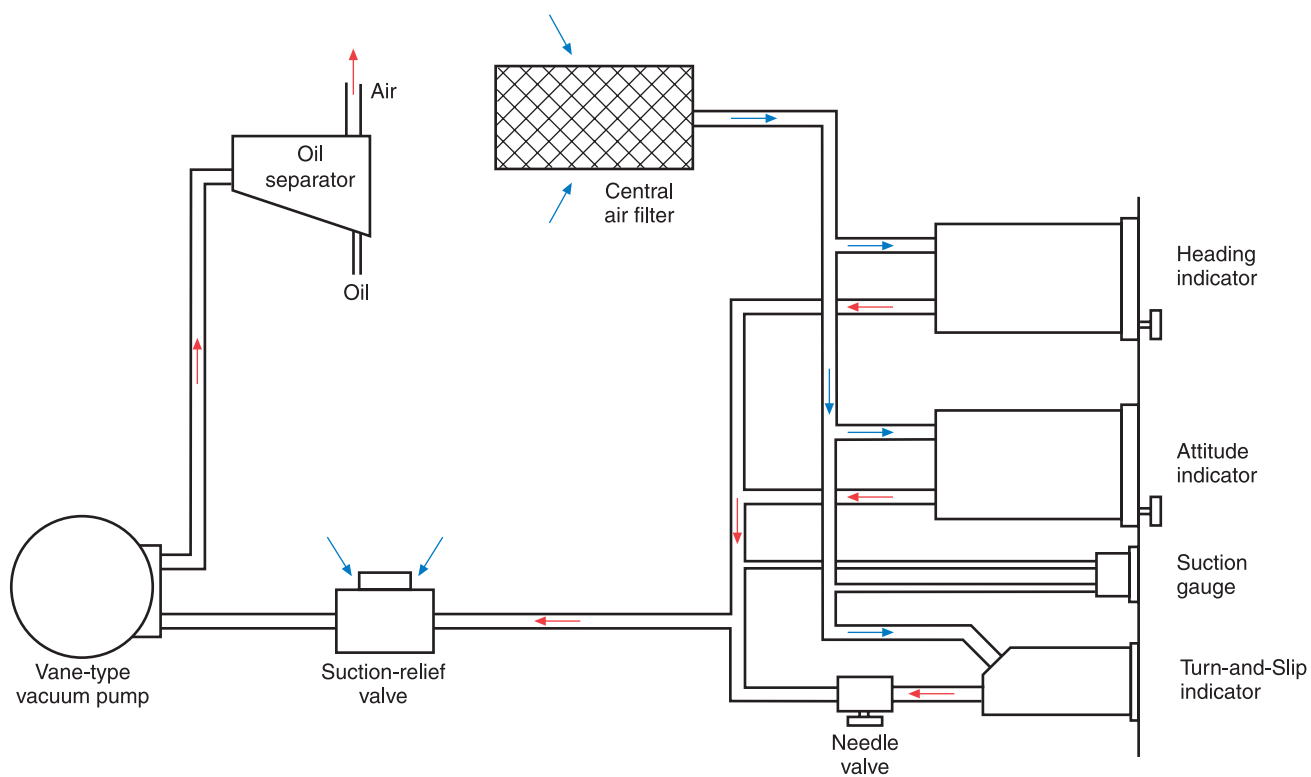 Air
Oil
separator
Oil
Central
air filter
Heading
indicator
Attitude
indicator
Suction
gauge
Turn-and-Slip
indicator
Vane-type
vacuum pump
Suction-relief
valve
Needle
valve